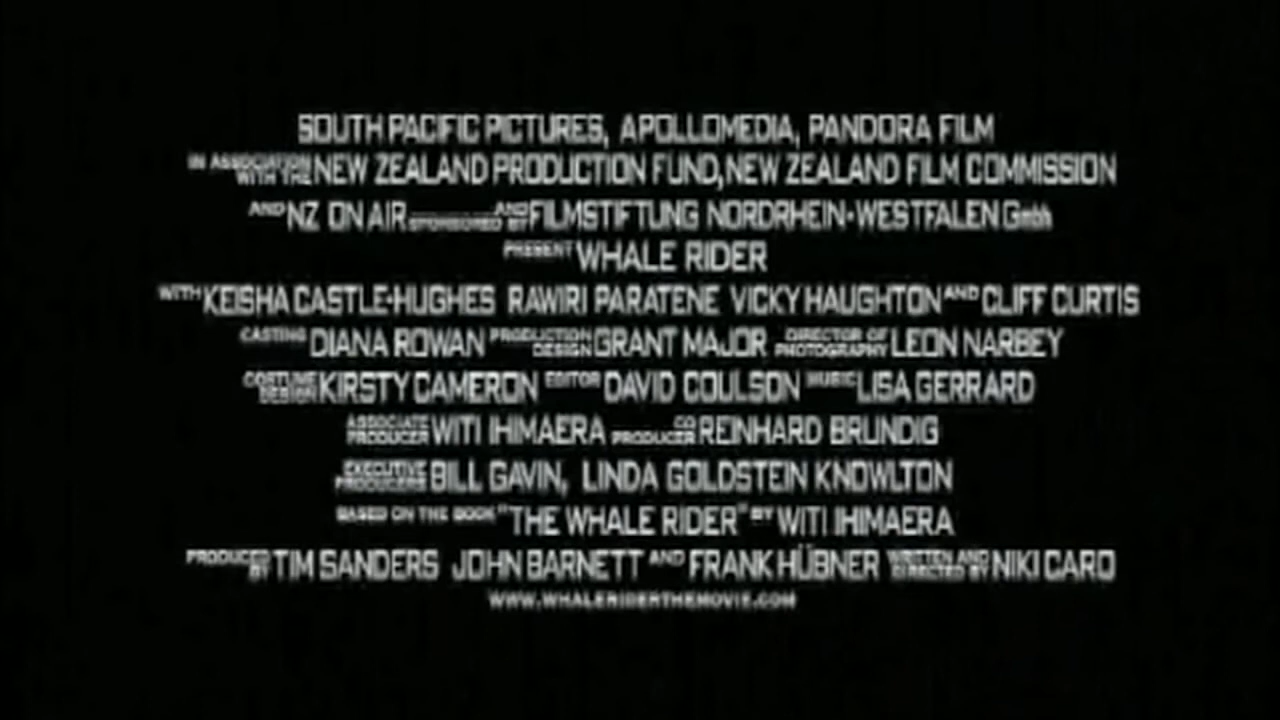 SOUTH PACIFIC PICTURES, APOLLOMEDIA, PANDORA FILM
IN ASSOCIATION WITH THE NEW ZEALAND PRODUCTION FUND, NEW ZEALAND FILM COMMISSION
AND NZ ON AIR AND SPONSORED BY FILMSTIFTUNG NORDRHEIN-WESTFALEN Gmbh
PRESENT WHALE RIDER
WITH KEISHA CASTLE-HUGHES RAWIRI PARATENE VICKY HAUGHTON AND CLIFF CURTIS
CASTING DIANA ROWAN PRODUCTION DESIGN GRANT MAJOR DIRECTOR OF PHOTOGRAPHY LEON NARBEY
COSTUME DESIGN KIRSTY CAMERON EDITOR DAVID COULSON MUSIC LISA GERRARD
ASSOCIATE PRODUCER WITI IHIMAERA CO PRODUCER REINHARD BRUNDIG
EXECUTIVE PRODUCERS BILL GAVIN, LINDA GOLDSTEIN KNOWLTON
BASED ON THE BOOK "THE WHALE RIDER" BY WITI IHIMAERA
PRODUCED BY TIM SANDERS JOHN BARNETT AND FRANK HÜBNER WRITTEN AND DIRECTED BY NIKI CARO
WWW.WHALERIDERTHEMOVIE.COM